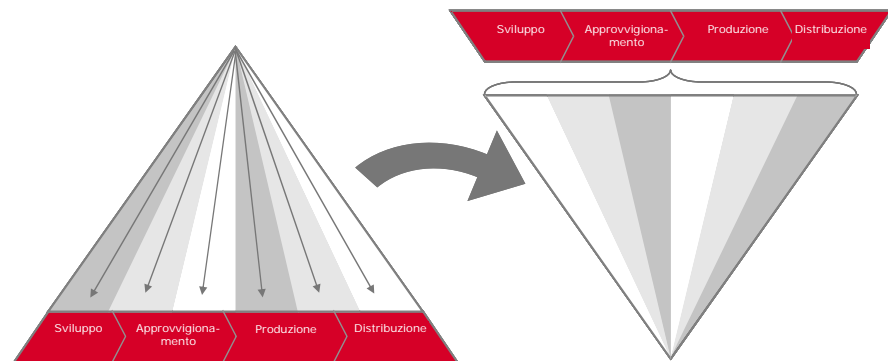 Sviluppo
Approvvigiona-
mento
Produzione
Distribuzione
Sviluppo
Approvvigiona-
mento
Produzione
Distribuzione